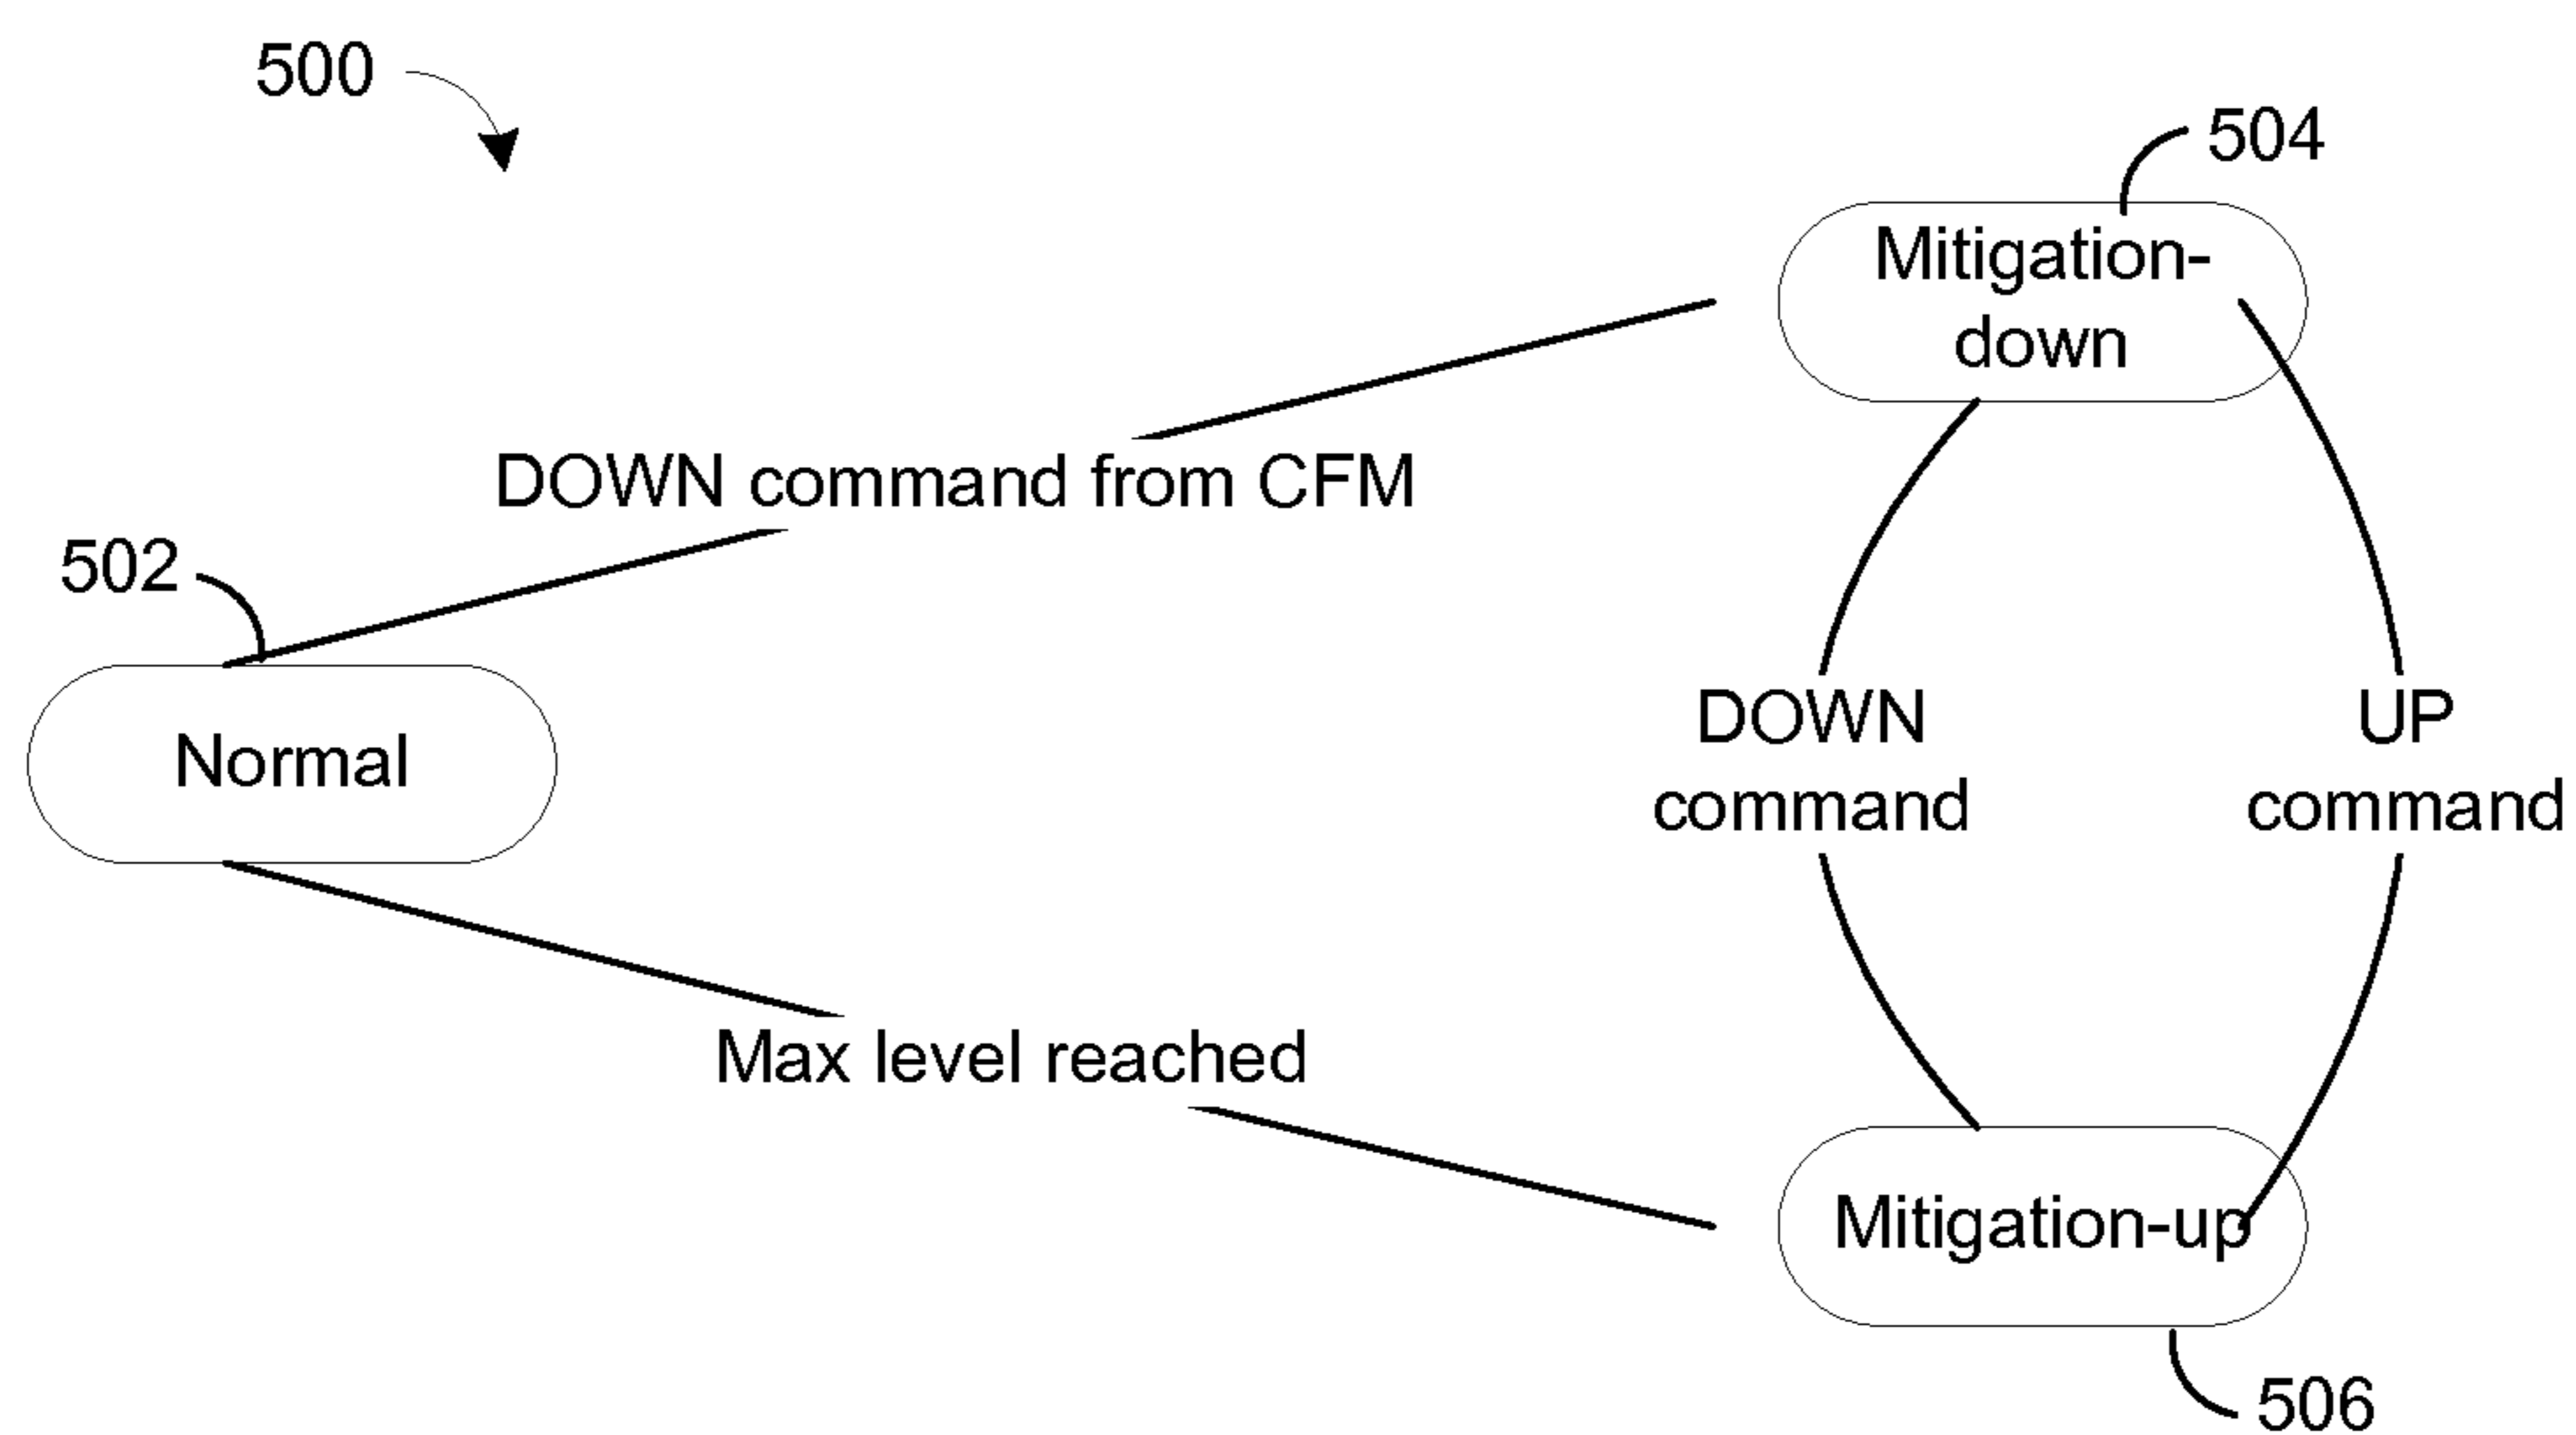 500
504
Mitigation-
down
DOWN command from CFM
502
Normal
DOWN
command
UP
command
Max level reached
Mitigation-up
506